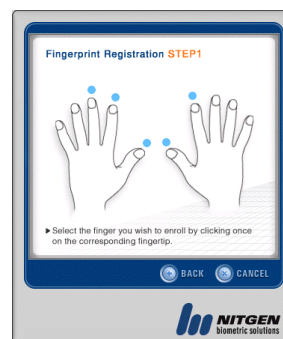 Fingerprint Registration STEP1
Select the finger you wish to enroll by clicking once
on the corresponding fingertip.
BACK CANCEL
NITGEN
biometric solutions